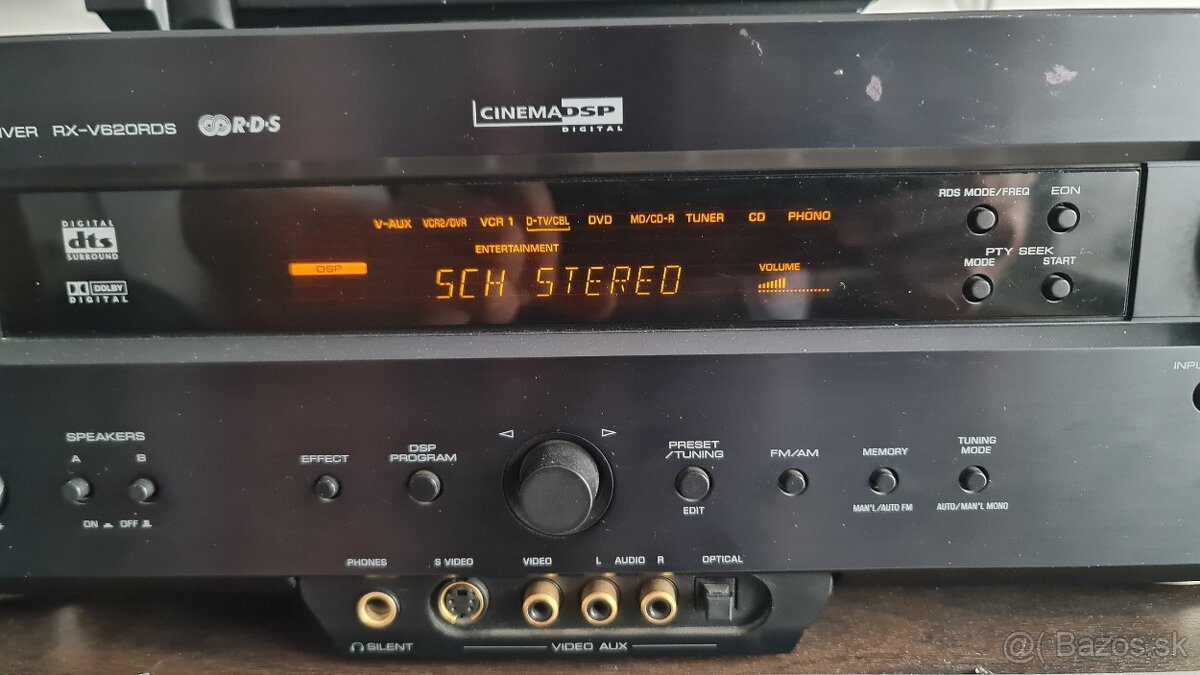 IVER RX-V620RDS R·D·S CINEMA DSP
DIGITAL
DIGITAL
dts
SURROUND
DOLBY
DIGITAL
V-AUX VCR2/DVR VCR 1 D-TV/CBL DVD MD/CD-R TUNER CD PHONO
ENTERTAINMENT
DSP
SCH STEREO
VOLUME
RDS MODE/FREQ EON
PTY SEEK
MODE START
INPU
SPEAKERS
A B
ON OFF
EFFECT
DSP
PROGRAM
PRESET
/TUNING
EDIT
FM/AM
MEMORY
MAN'L/AUTO FM
TUNING
MODE
AUTO/MAN'L MONO
PHONES S VIDEO VIDEO L AUDIO R OPTICAL
SILENT VIDEO AUX
@( Bazos.sk